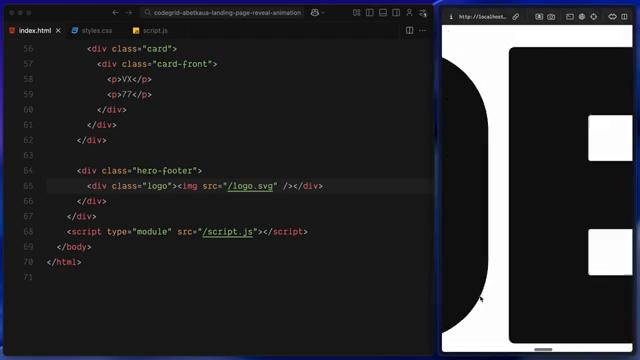 codegrid-abetkaua-landing-page-reveal-animation
http://localhost...
index.html
styles.css
script.js
56 <div class="card">
57 <div class="card-front">
58 <p>VX</p>
59 <p>77</p>
60 </div>
61 </div>
62 </div>
63
64 <div class="hero-footer">
65 <div class="logo"><img src="/logo.svg" /></div>
66 </div>
67 </div>
68 <script type="module" src="/script.js"></script>
69 </body>
70 </html>
71